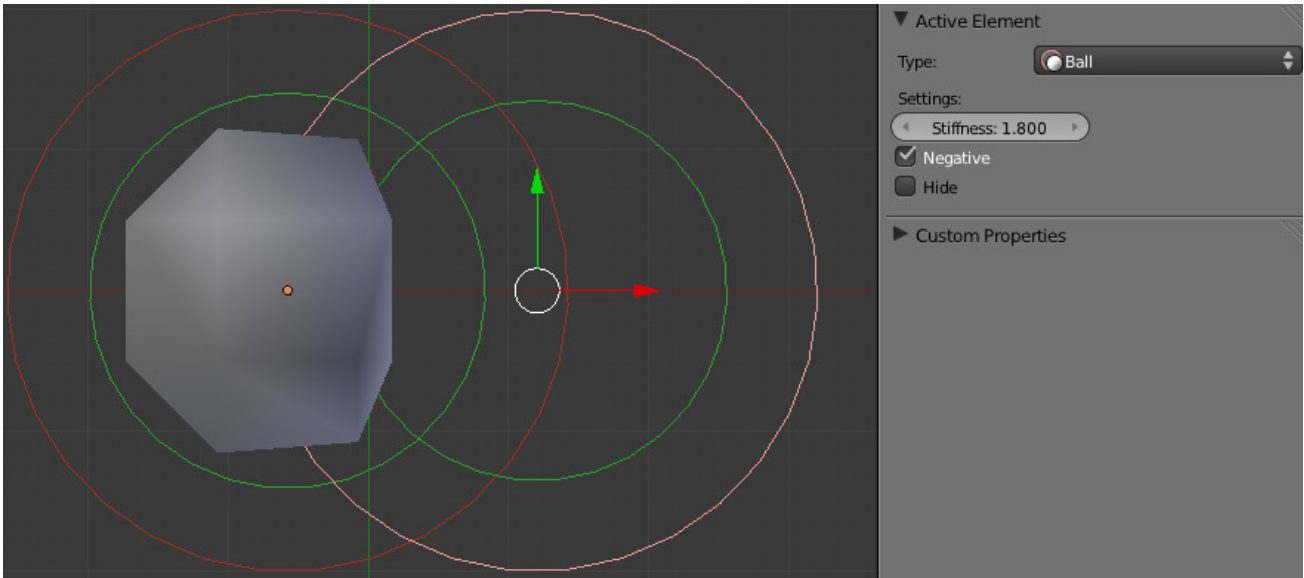 Active Element
Type: Ball
Settings:
Stiffness: 1.800
Negative
Hide
Custom Properties